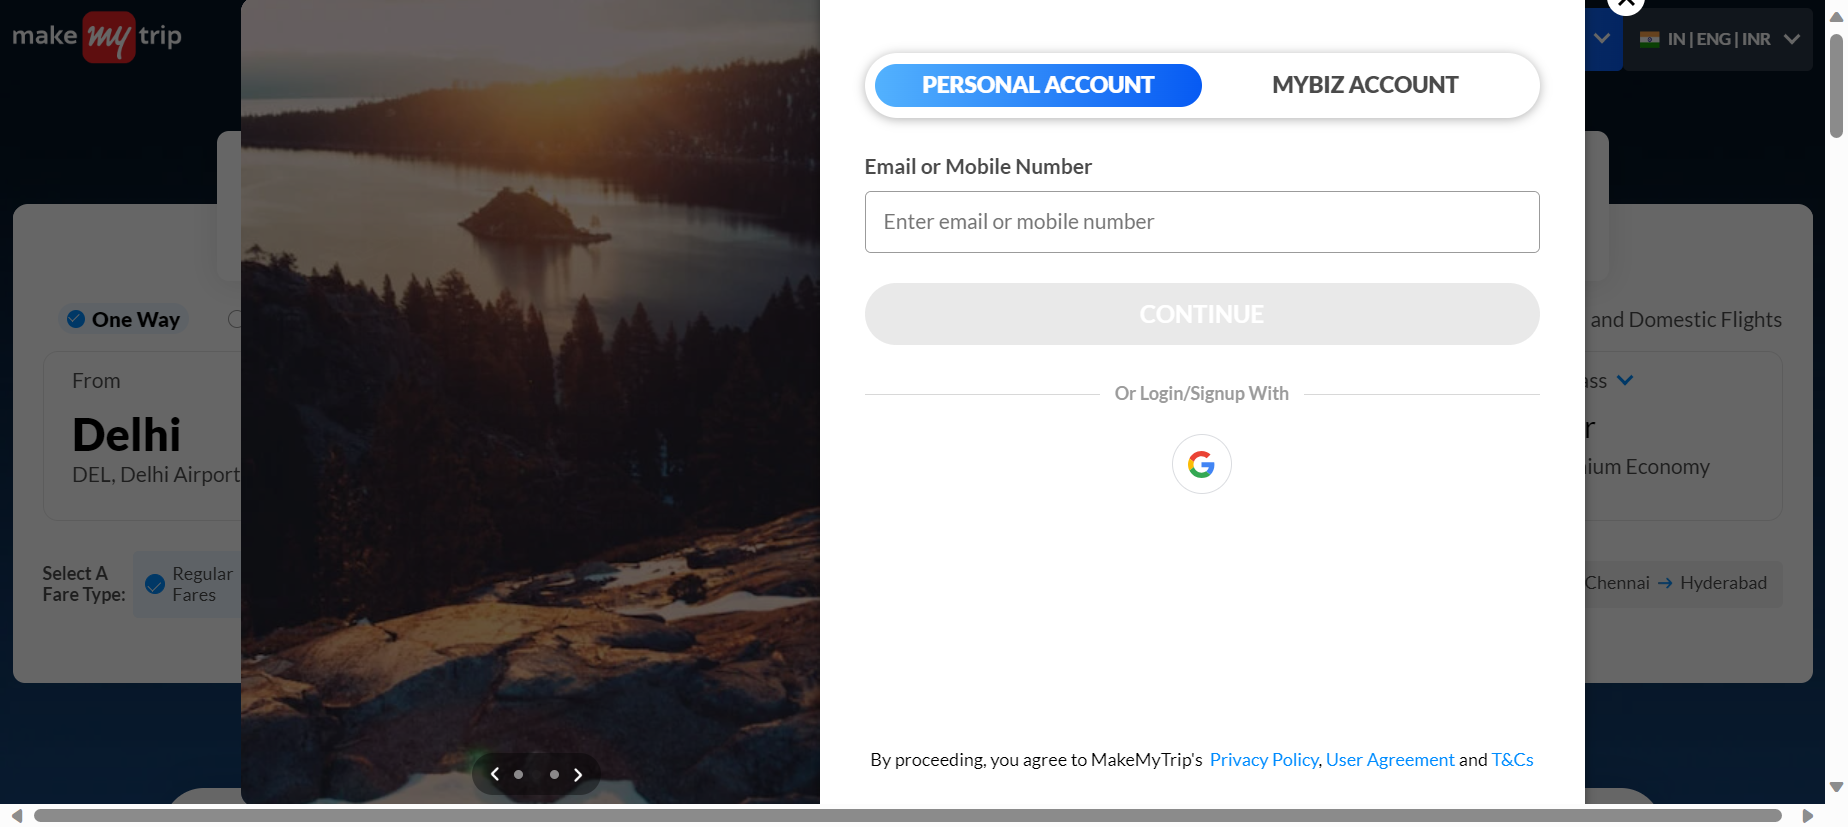 make my trip
IN | ENG | INR
PERSONAL ACCOUNT
MYBIZ ACCOUNT
Email or Mobile Number
Enter email or mobile number
CONTINUE
Or Login/Signup With
By proceeding, you agree to MakeMyTrip's Privacy Policy, User Agreement and T&Cs
One Way
and Domestic Flights
From
Delhi
DEL, Delhi Airport
Economy
Select A
Fare Type:
Regular
Fares
Chennai → Hyderabad